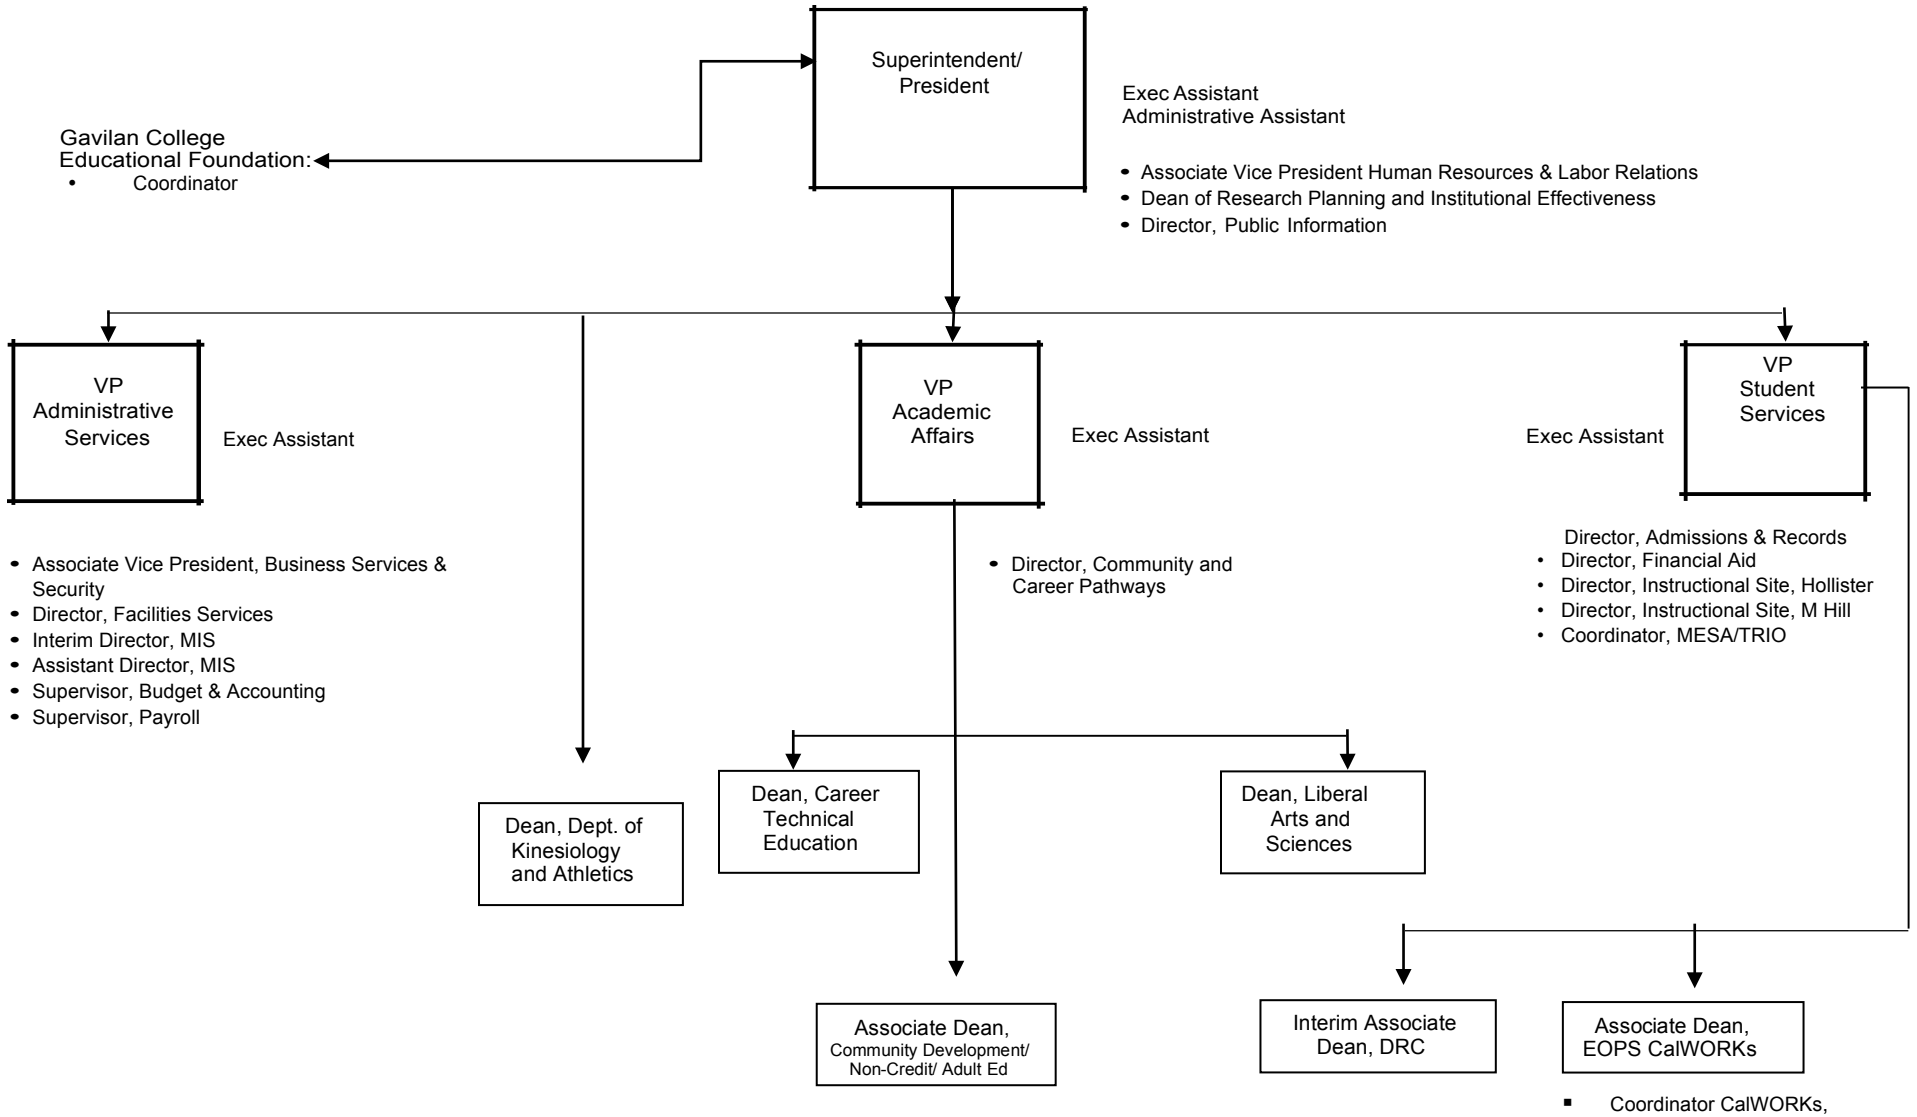 Superintendent/
President
Exec Assistant
Administrative Assistant
• Associate Vice President Human Resources & Labor Relations
• Dean of Research Planning and Institutional Effectiveness
• Director, Public Information
Gavilan College
Educational Foundation:
• Coordinator
VP
Administrative
Services
Exec Assistant
• Associate Vice President, Business Services &
Security
• Director, Facilities Services
• Interim Director, MIS
• Assistant Director, MIS
• Supervisor, Budget & Accounting
• Supervisor, Payroll
VP
Academic
Affairs
Exec Assistant
• Director, Community and
Career Pathways
VP
Student
Services
Exec Assistant
Director, Admissions & Records
• Director, Financial Aid
• Director, Instructional Site, Hollister
• Director, Instructional Site, M Hill
• Coordinator, MESA/TRIO
Dean, Dept. of
Kinesiology
and Athletics
Dean, Career
Technical
Education
Dean, Liberal
Arts and
Sciences
Associate Dean,
Community Development/
Non-Credit/ Adult Ed
Interim Associate
Dean, DRC
Associate Dean,
EOPS CalWORKs
▪ Coordinator CalWORKs,